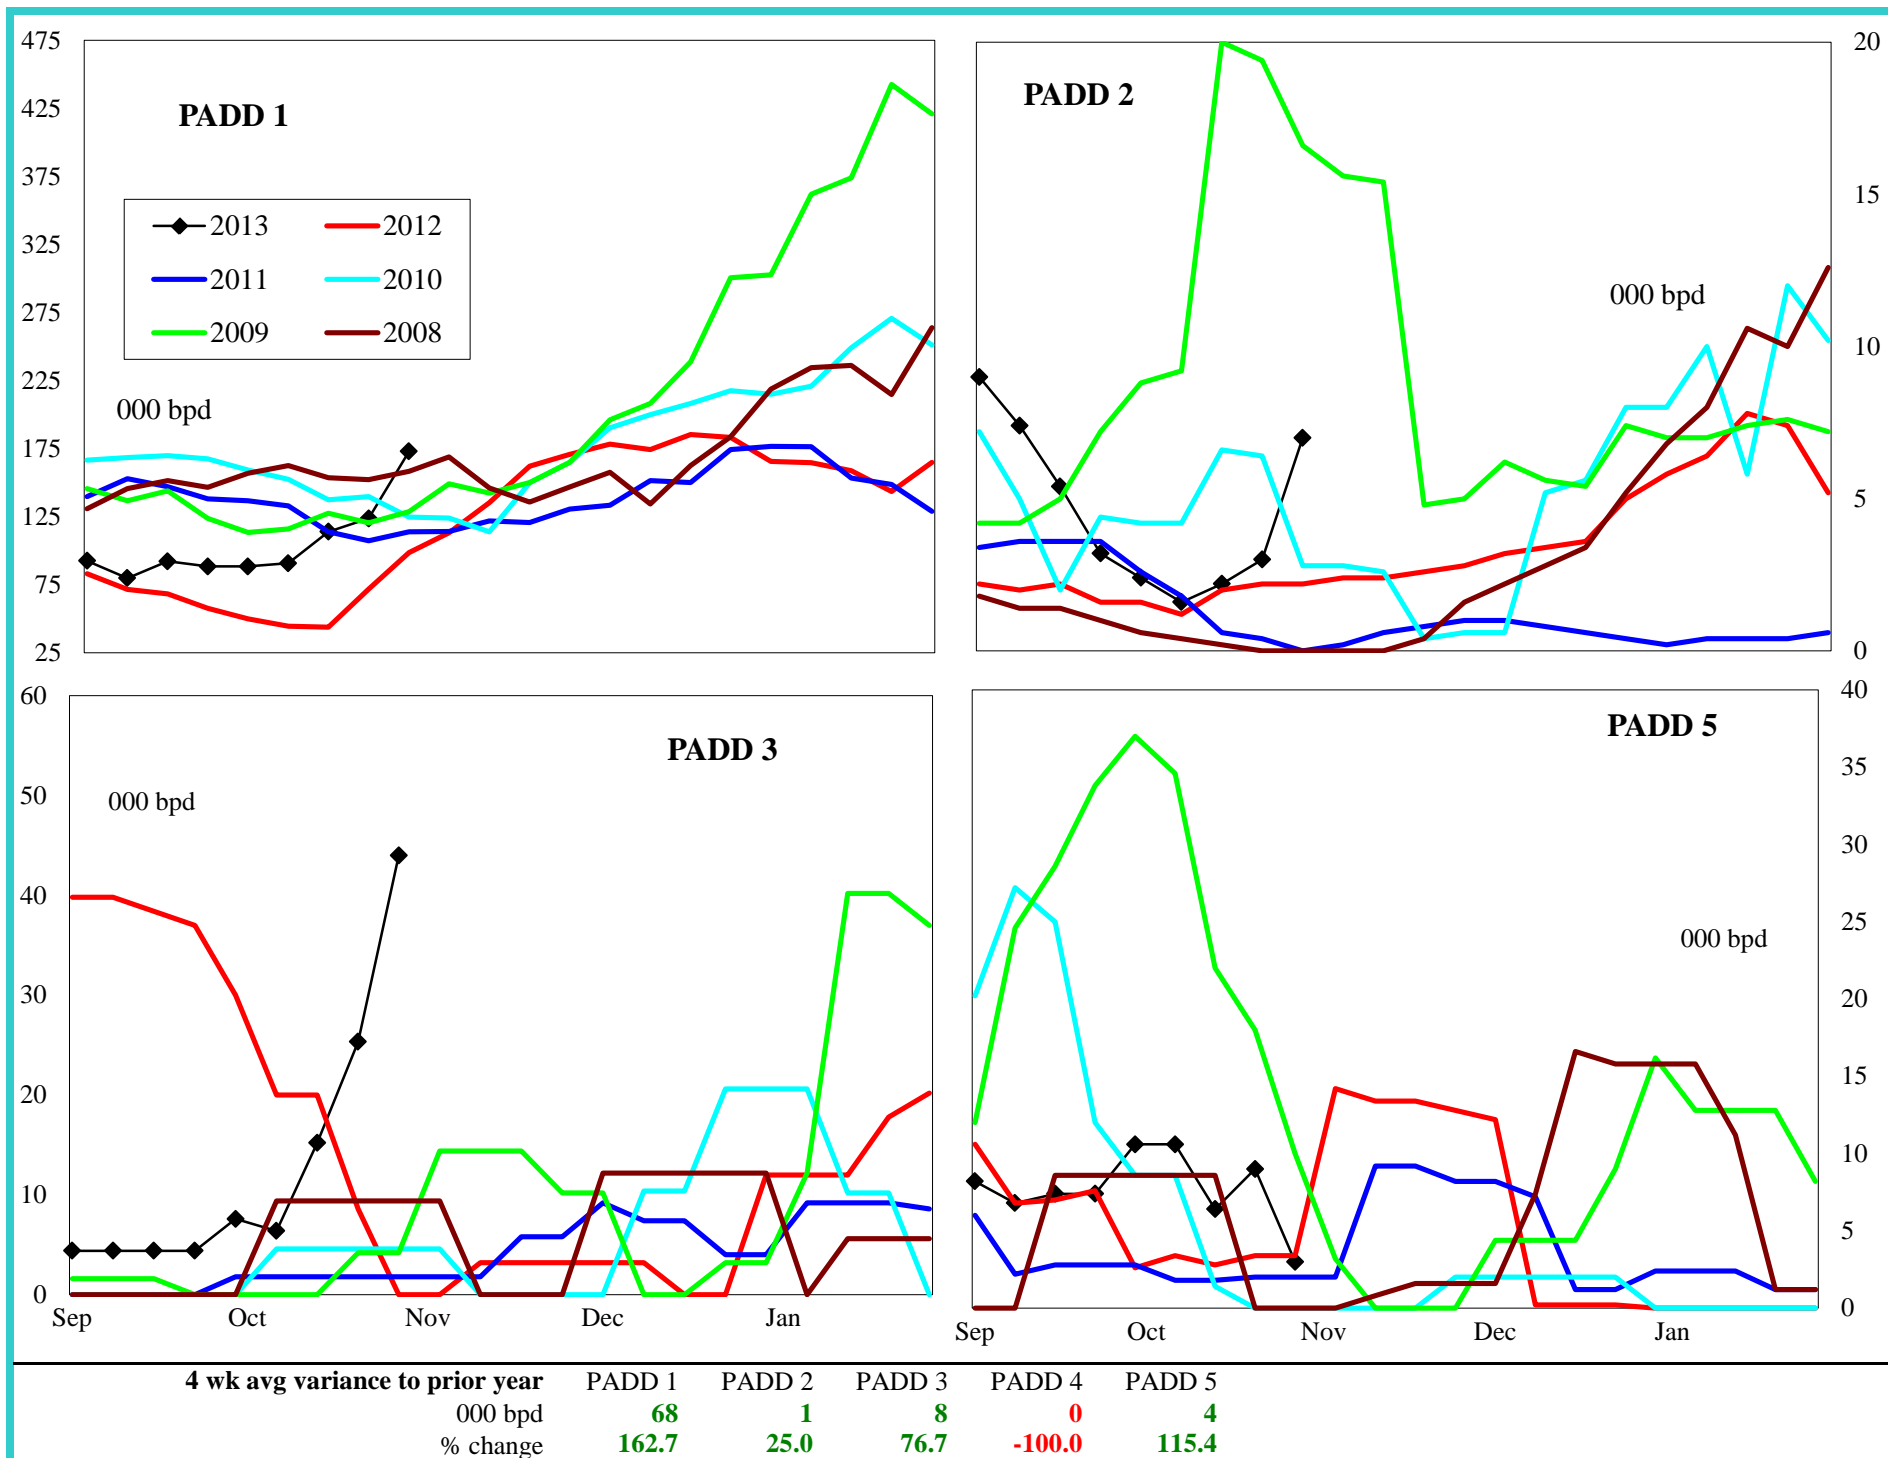 475
425
375
325
275
225
175
125
75
25
PADD 1
2013 2012
2011 2010
2009 2008
000 bpd
PADD 2
000 bpd
20
15
10
5
0
60
50
40
30
20
10
0
PADD 3
000 bpd
Sep Oct Nov Dec Jan
PADD 5
000 bpd
40
35
30
25
20
15
10
5
0
Sep Oct Nov Dec Jan
4 wk avg variance to prior year PADD 1 PADD 2 PADD 3 PADD 4 PADD 5
000 bpd 68 1 8 0 4
% change 162.7 25.0 76.7 -100.0 115.4